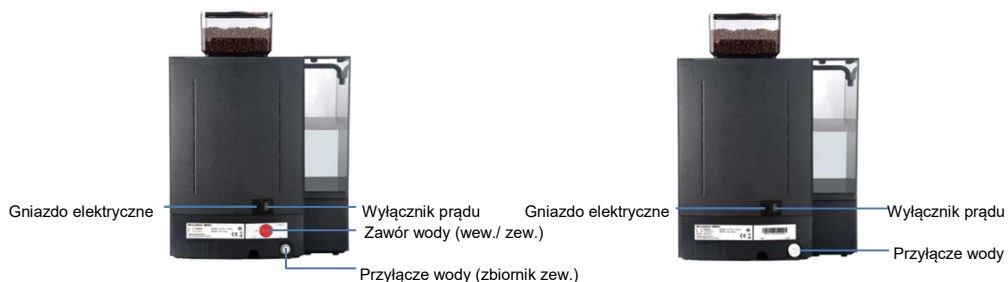 Gniazdo elektryczne
Wyłącznik prądu
Zawór wody (wew./ zew.)
Przyłącze wody (zbiornik zew.)
Gniazdo elektryczne
Wyłącznik prądu
Przyłącze wody